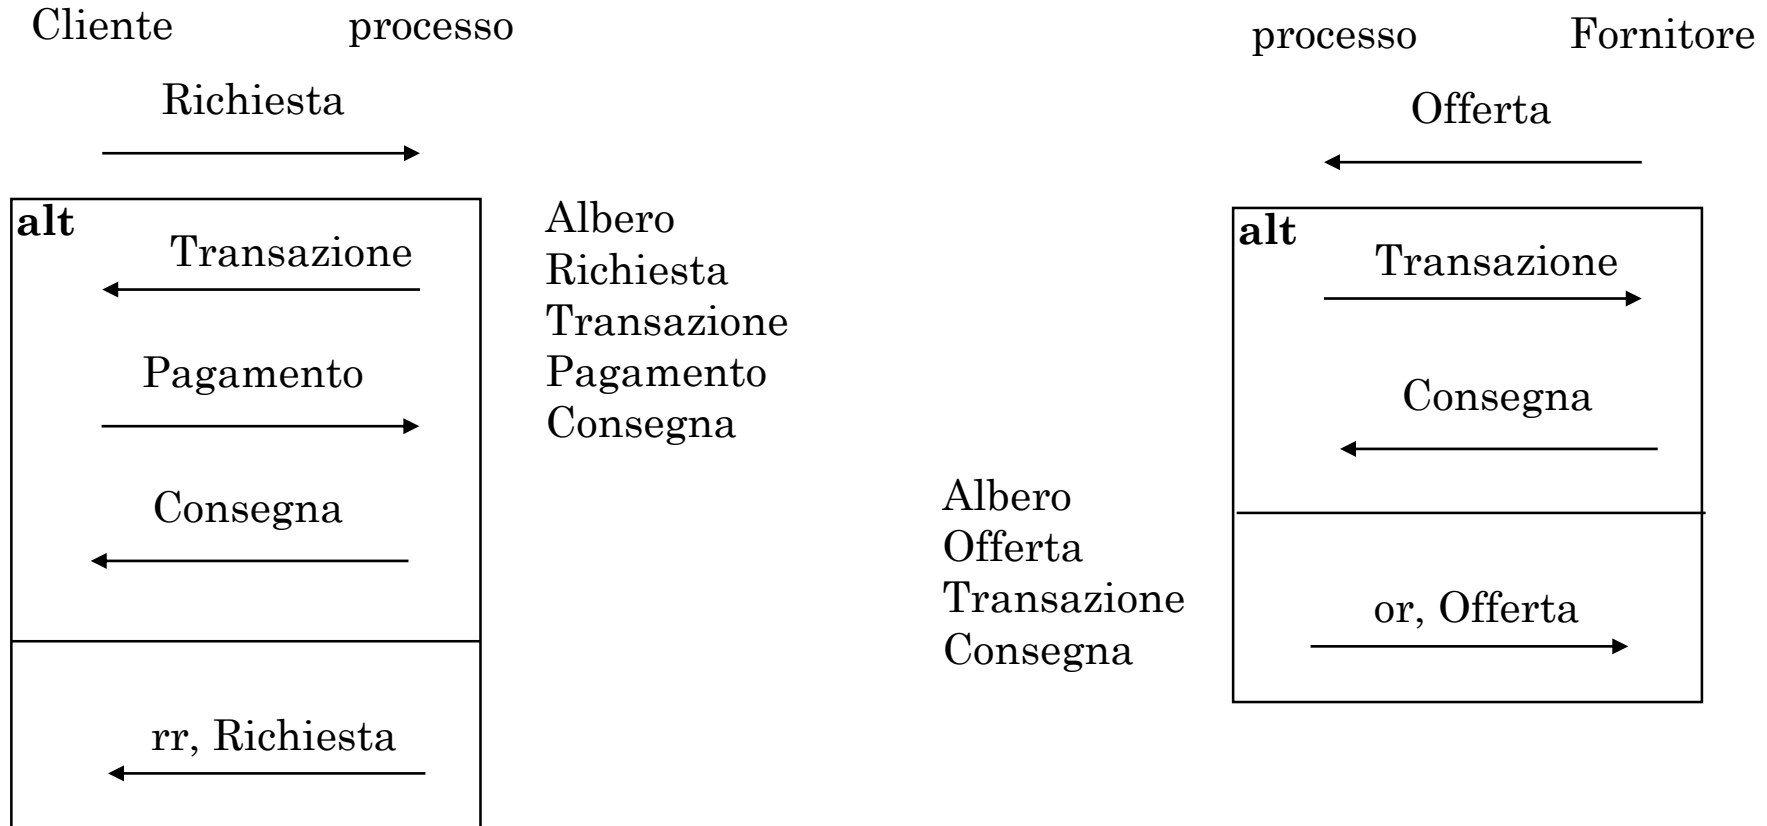 Cliente processo
Richiesta
alt
Transazione
Pagamento
Consegna
rr, Richiesta
Albero
Richiesta
Transazione
Pagamento
Consegna
processo Fornitore
Offerta
alt
Transazione
Consegna
or, Offerta
Albero
Offerta
Transazione
Consegna